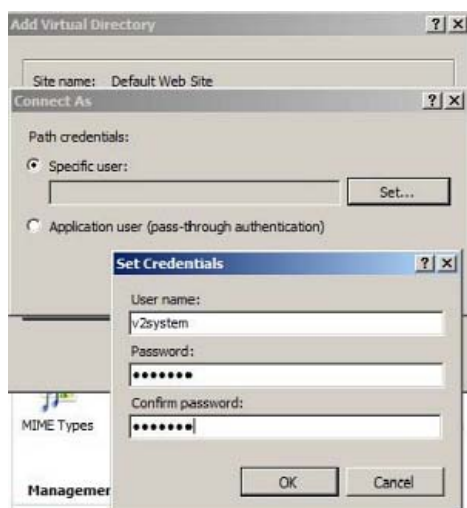 Add Virtual Directory
Site name: Default Web Site
Connect As
Path credentials:
Specific user:
Set...
Application user (pass-through authentication)
Set Credentials
User name:
v2system
Password:
•••••••
Confirm password:
•••••••
MIME Types
OK Cancel
Managemer